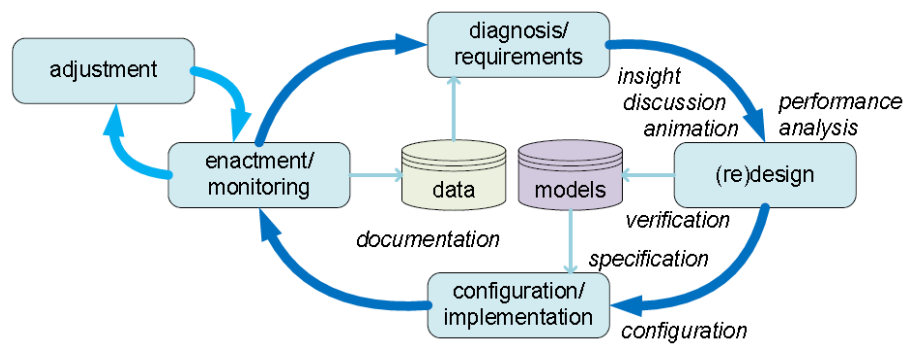 diagnosis/
requirements
adjustment
insight
discussion
animation
performance
analysis
enactment/
monitoring
data
models
(re)design
verification
documentation
specification
configuration/
implementation
configuration